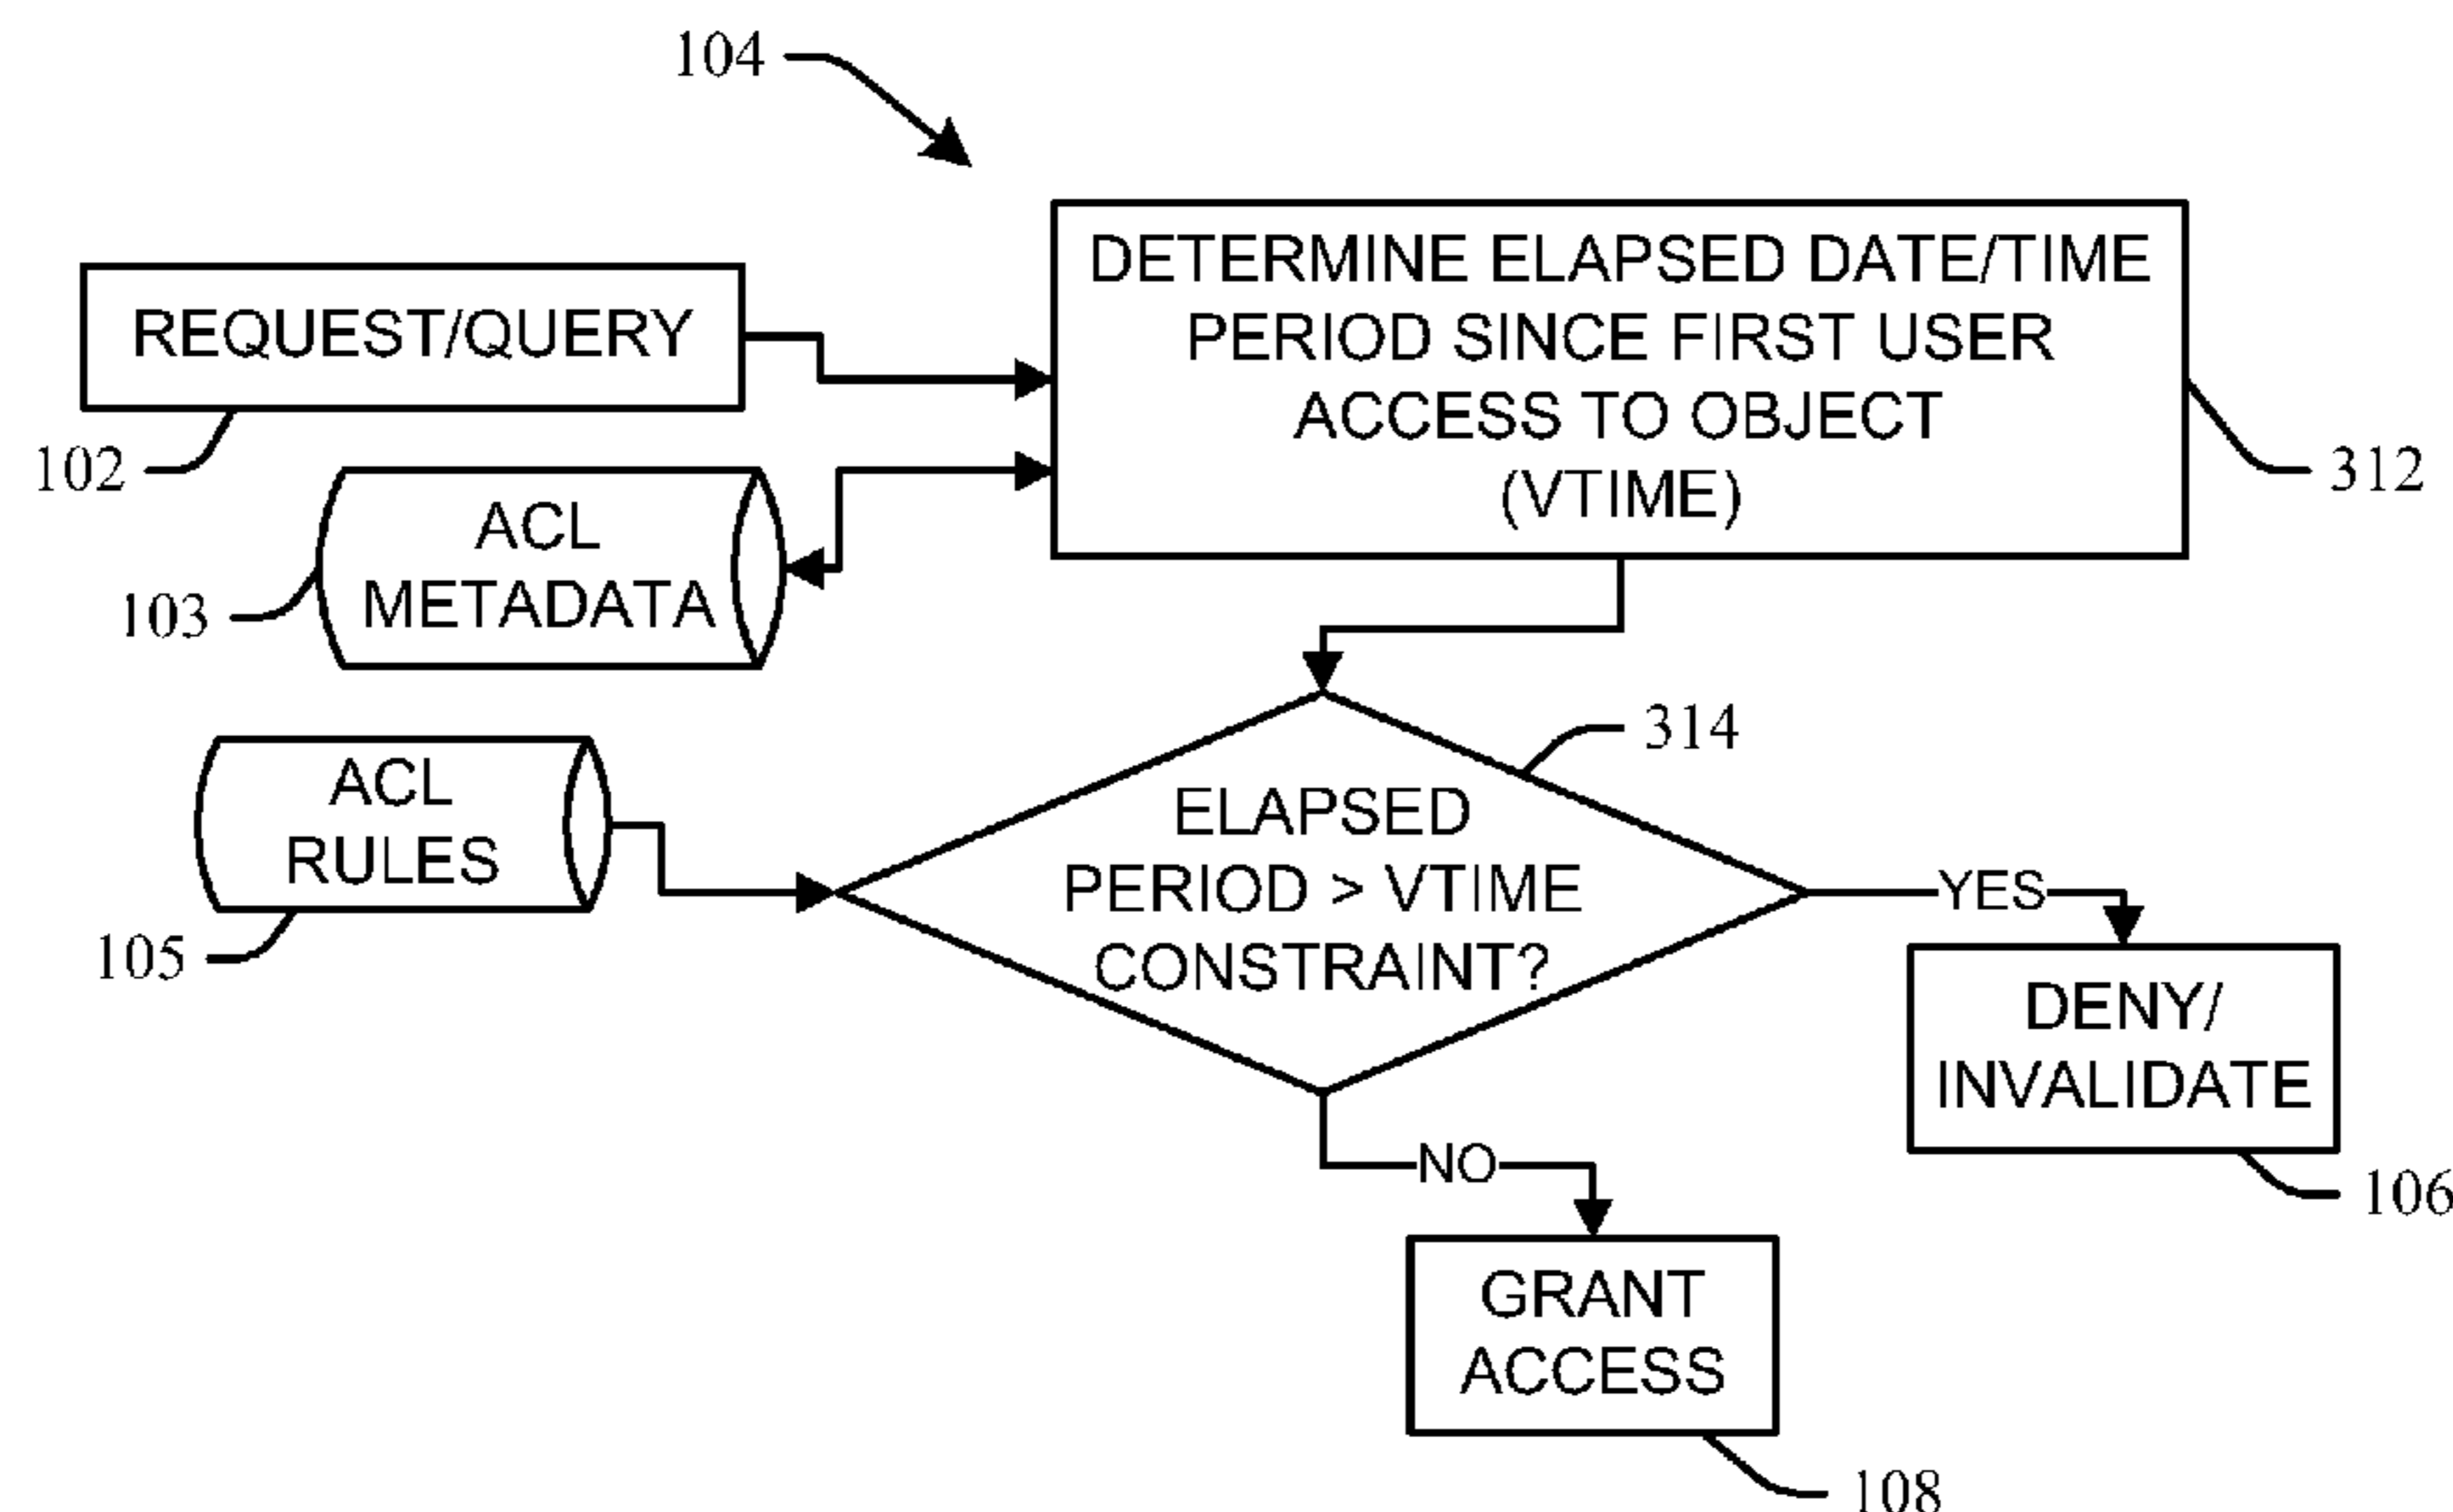 104
REQUEST/QUERY
102
DETERMINE ELAPSED DATE/TIME
PERIOD SINCE FIRST USER
ACCESS TO OBJECT
(VTIME)
312
ACL
METADATA
103
314
ACL
RULES
105
ELAPSED
PERIOD > VTIME
CONSTRAINT?
YES
DENY/
INVALIDATE
106
NO
GRANT
ACCESS
108